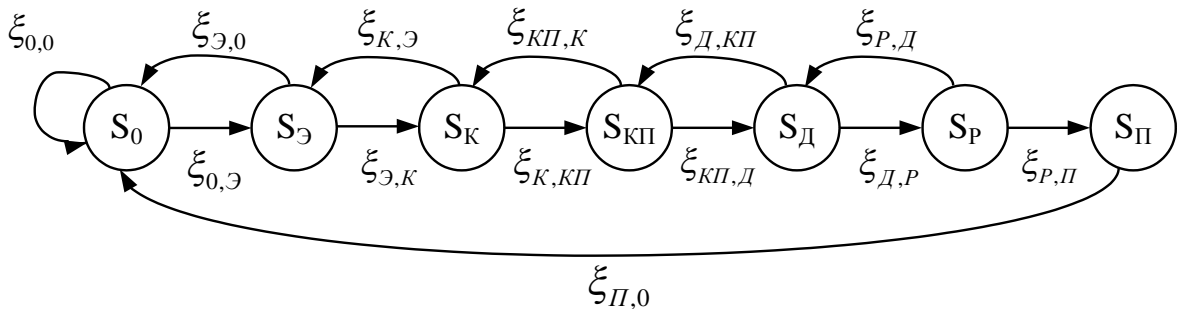 ξ0,0 ξЭ,0 ξК,Э ξКП,К ξД,КП ξР,Д
S0 SЭ SК SКП SД SР SП
ξ0,Э ξЭ,К ξК,КП ξКП,Д ξД,Р ξР,П
ξП,0